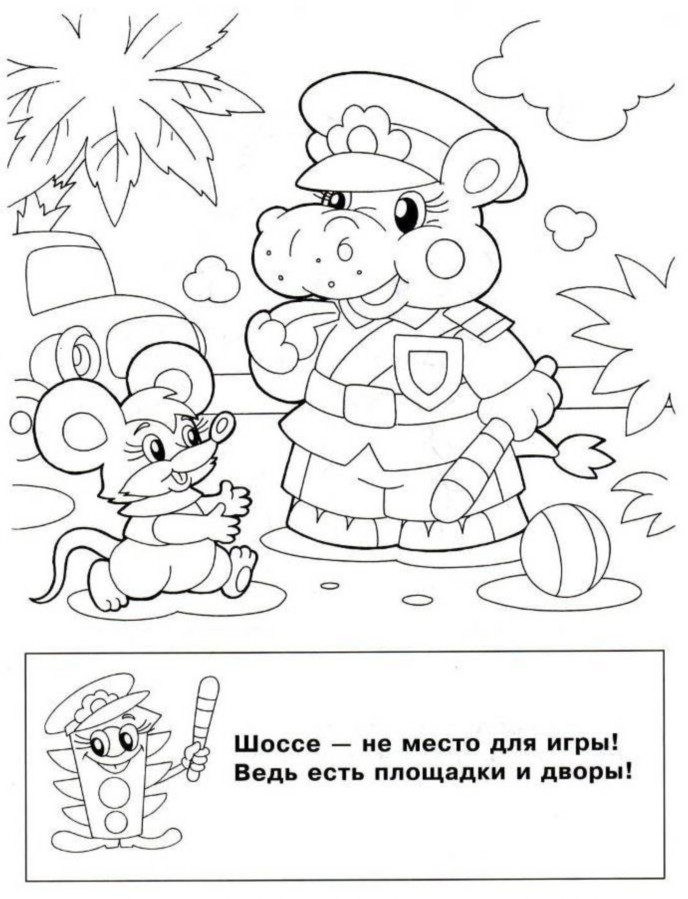 Шоссе — не место для игры!
Ведь есть площадки и дворы!